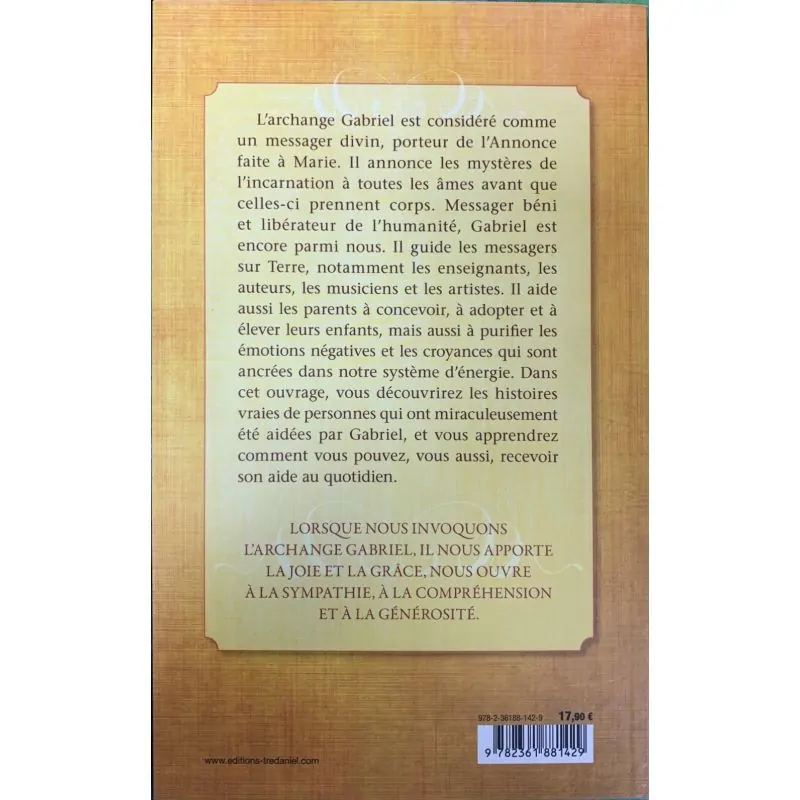 L'archange Gabriel est considéré comme
un messager divin, porteur de l'Annonce
faite à Marie. Il annonce les mystères de
l'incarnation à toutes les âmes avant que
celles-ci prennent corps. Messager béni
et libérateur de l'humanité, Gabriel est
encore parmi nous. Il guide les messagers
sur Terre, notamment les enseignants, les
auteurs, les musiciens et les artistes. Il aide
aussi les parents à concevoir, à adopter et à
élever leurs enfants, mais aussi à purifier les
émotions négatives et les croyances qui sont
ancrées dans notre système d'énergie. Dans
cet ouvrage, vous découvrirez les histoires
vraies de personnes qui ont miraculeusement
été aidées par Gabriel, et vous apprendrez
comment vous pouvez, vous aussi, recevoir
son aide au quotidien.
LORSQUE NOUS INVOQUONS
L'ARCHANGE GABRIEL, IL NOUS APPORTE
LA JOIE ET LA GRÂCE, NOUS OUVRE
À LA SYMPATHIE, À LA COMPRÉHENSION
ET À LA GÉNÉROSITÉ.
978-2-36188-142-9 17,90 €
9 782361 881429
www.editions-tredaniel.com